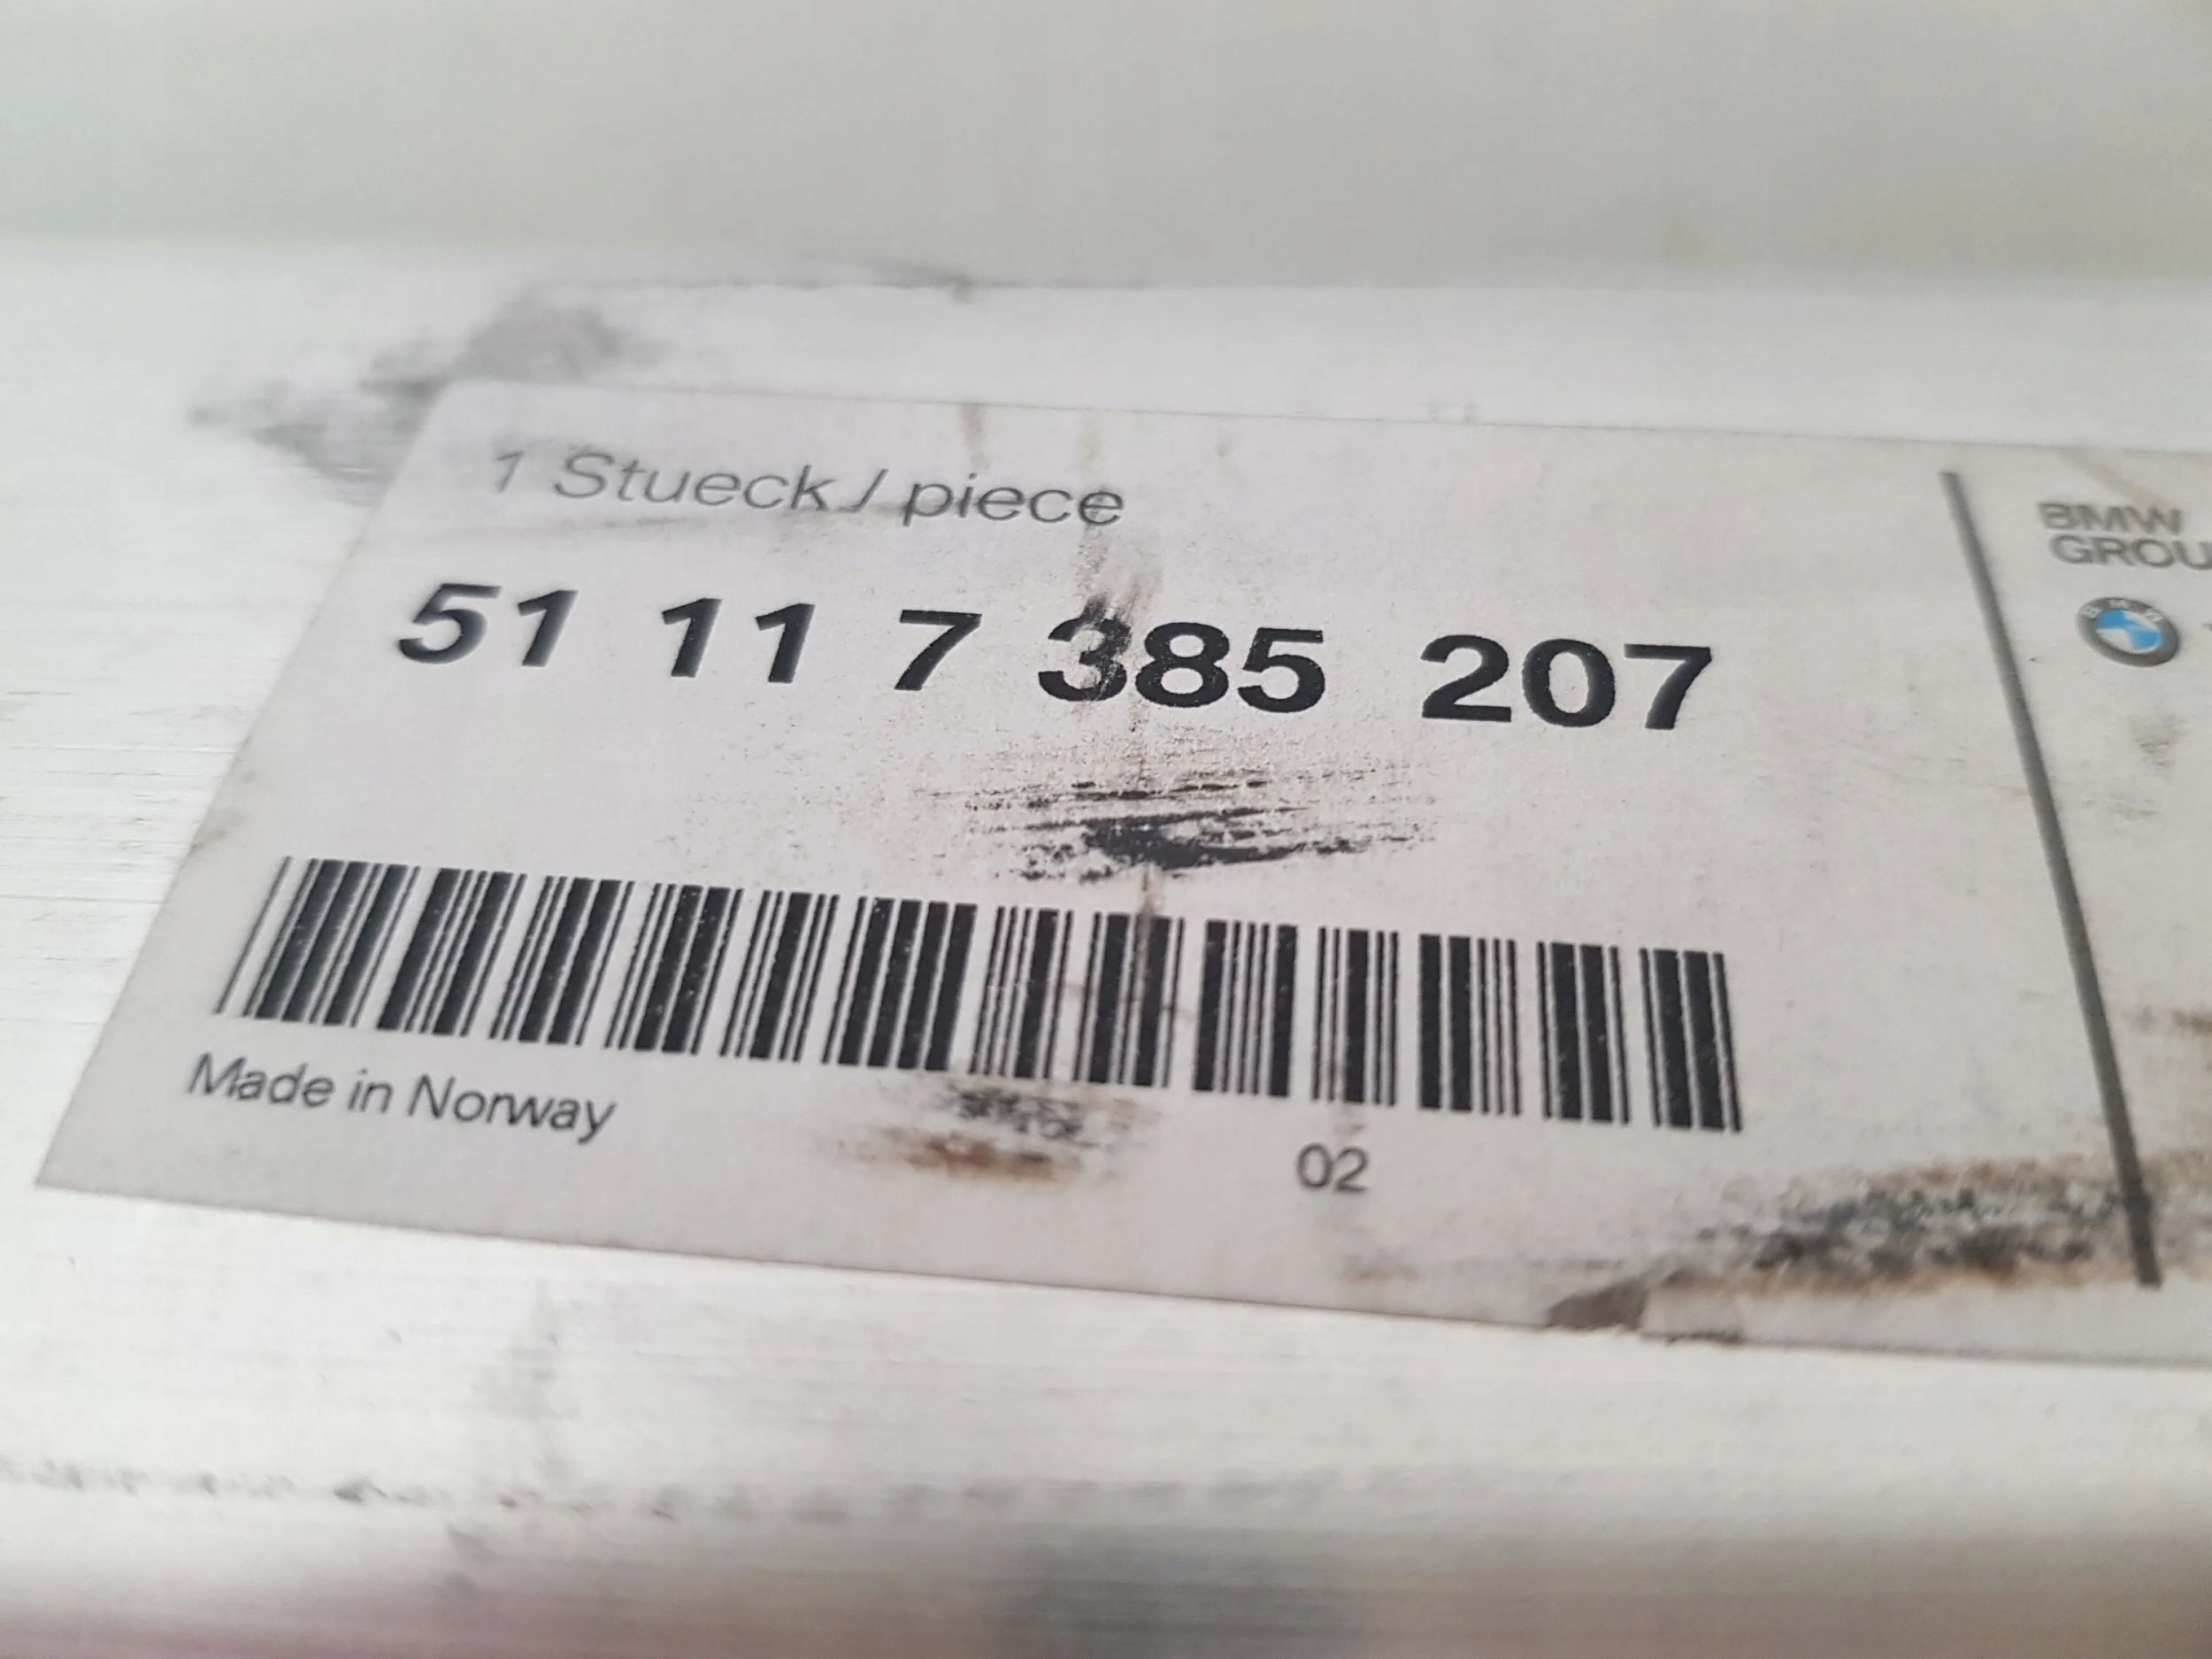 1 Stueck / piece
51 11 7 385 207
Made in Norway
02
BMW
GROU